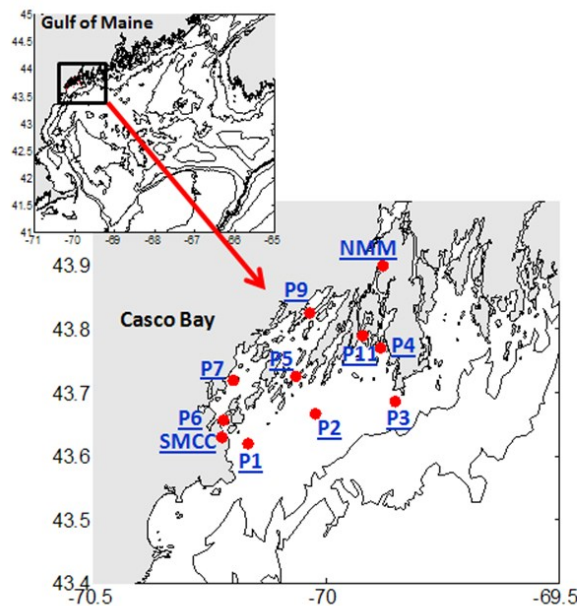 45
Gulf of Maine
44
43.5
43
42.5
42
41.5
41
-71 -70 -69 -68 -67 -66 -65
43.9
NMM
P9
Casco Bay
43.8
P11
P4
P5
P7
43.7
P6
P2
P3
SMCC
P1
43.6
43.5
43.4
-70.5 -70 -69.5